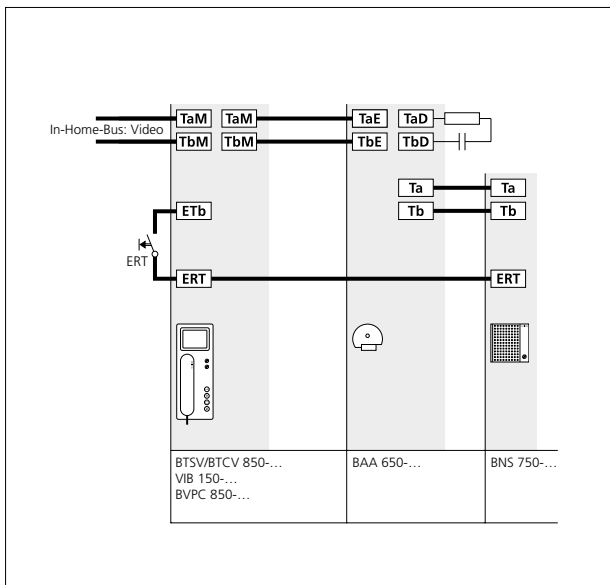 TaM TaM TaE TaD
In-Home-Bus: Video
TbM TbM TbE TbD
Ta Ta
ETb Tb Tb
ERT
ERT ERT
BTSV/BTCV 850-… BAA 650-… BNS 750-…
VIB 150-…
BVPC 850-…